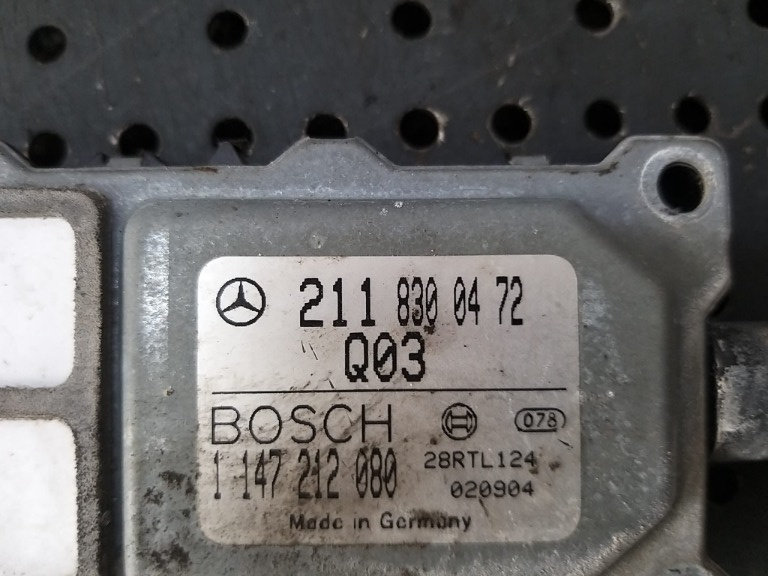 211 830 04 72
Q03
BOSCH 078
1 147 212 080 28RTL124
020904
Made in Germany